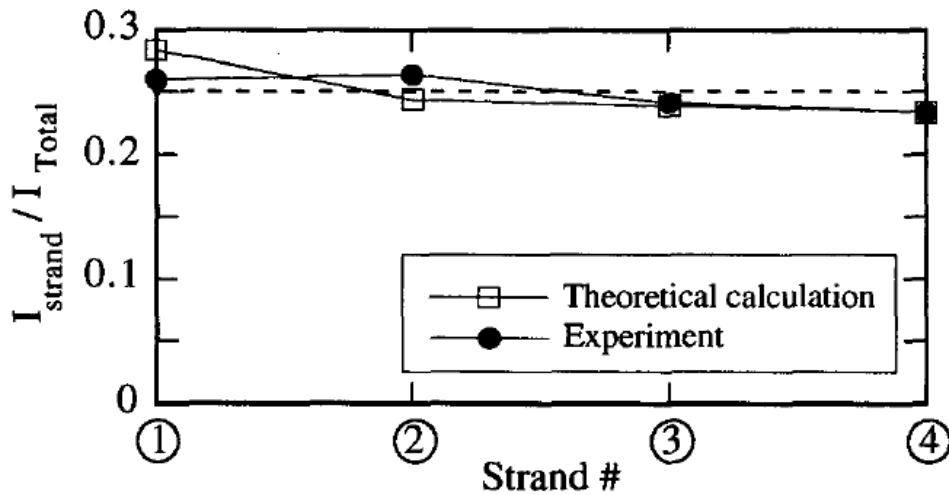 0.3
0.2
0.1
0
I strand / I Total
Theoretical calculation
Experiment
① ② ③ ④
Strand #